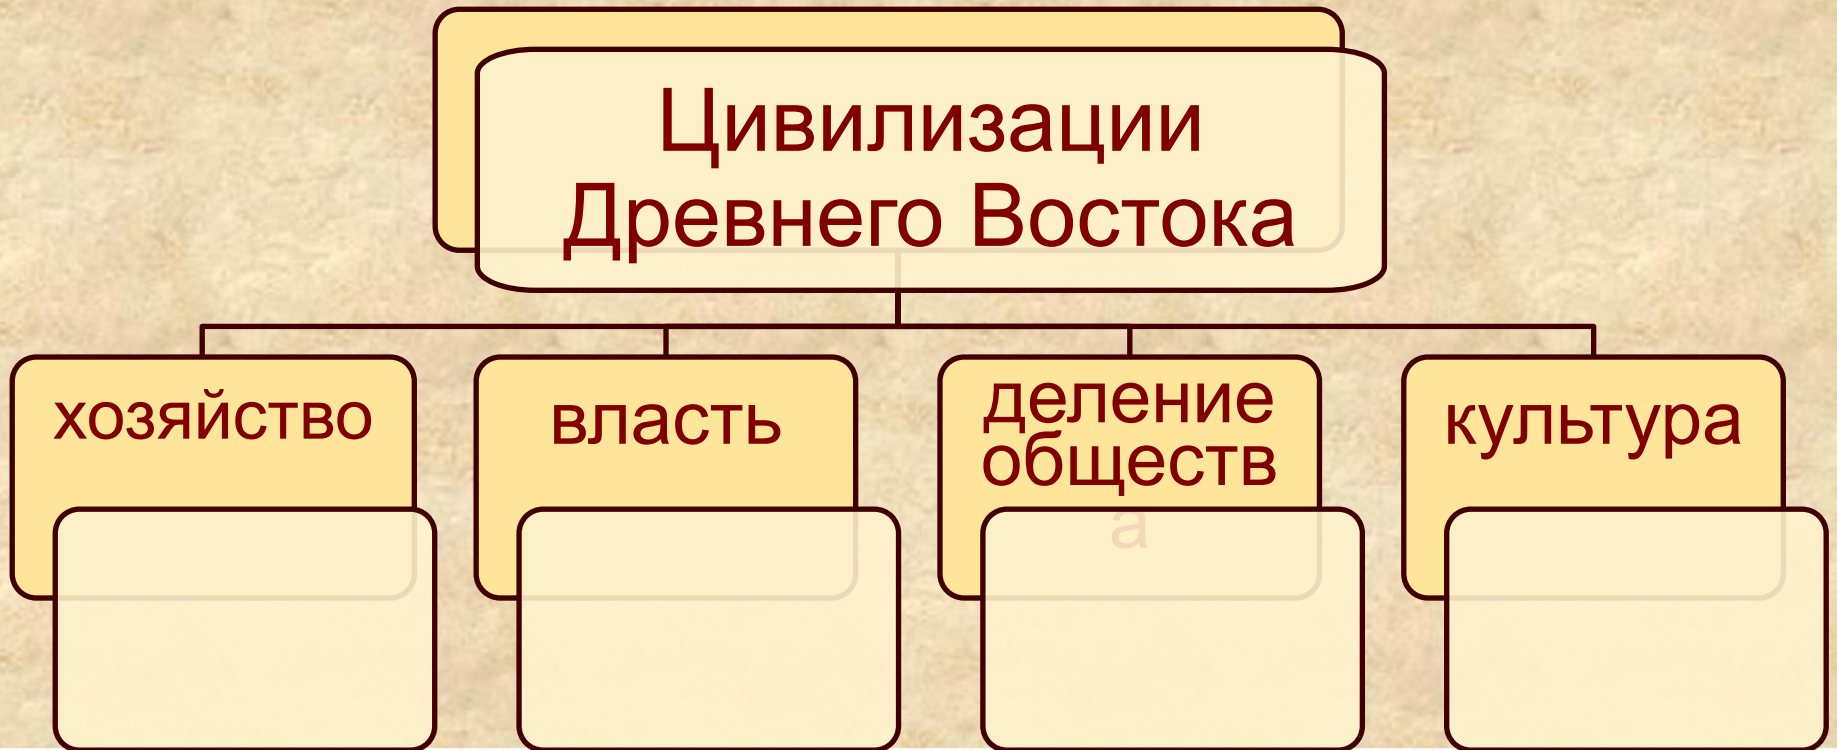 Цивилизации
Древнего Востока
хозяйство
власть
деление
обществ
а
культура